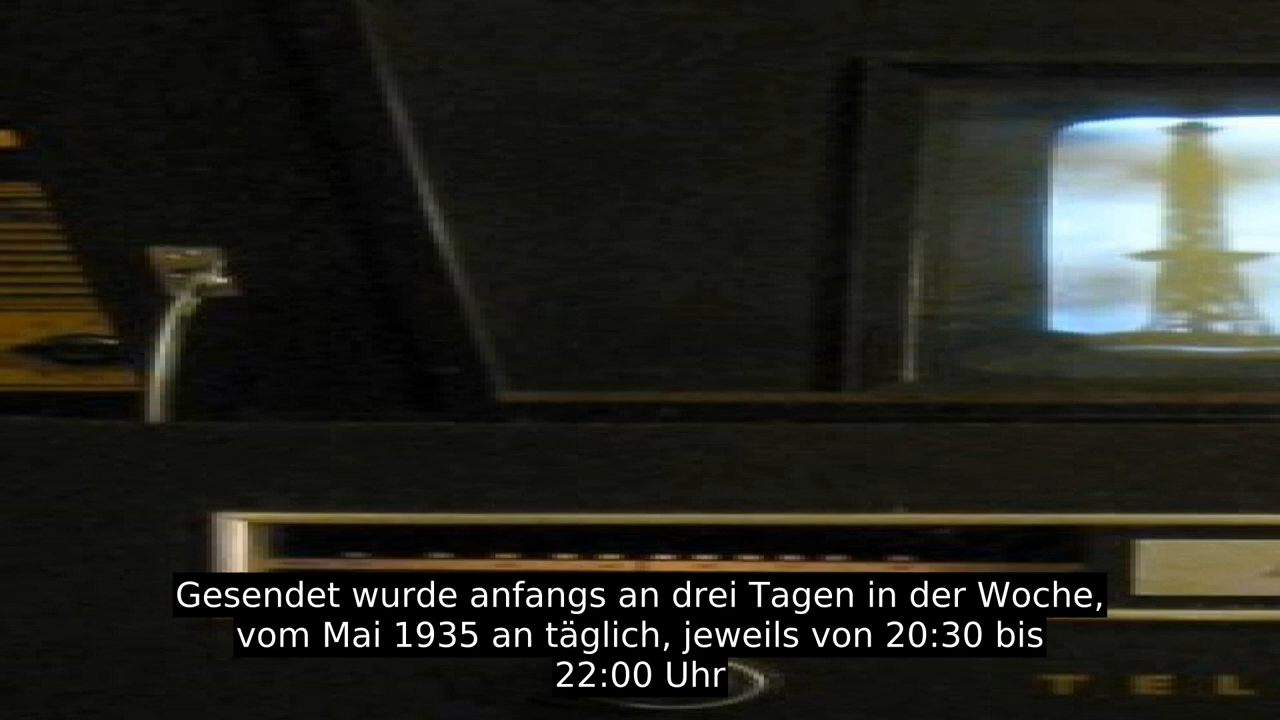 T E L
Gesendet wurde anfangs an drei Tagen in der Woche,
vom Mai 1935 an täglich, jeweils von 20:30 bis
22:00 Uhr